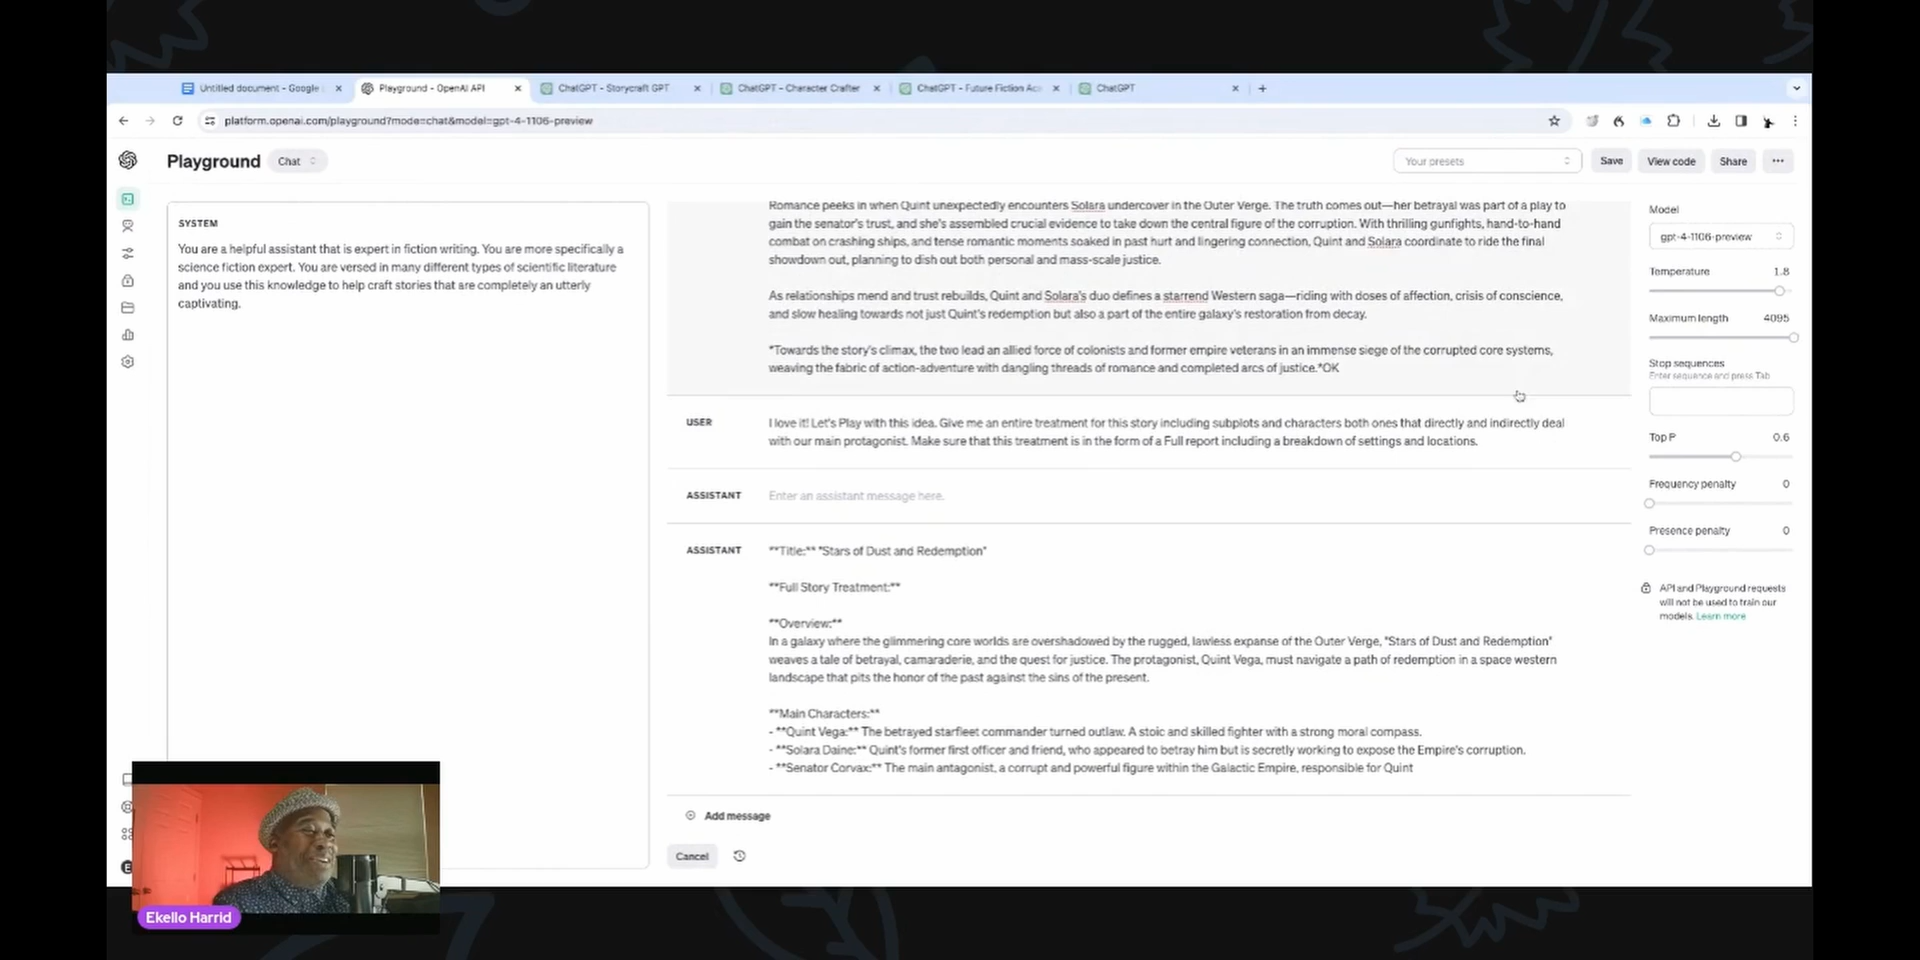 Untitled document - Google
Playground - OpenAI API
ChatGPT - Storycraft GPT
ChatGPT - Character Crafter
ChatGPT - Future Fiction Ac
ChatGPT
platform.openai.com/playground?mode=chat&model=gpt-4-1106-preview
Playground
Chat
Your presets
Save
View code
Share
SYSTEM
You are a helpful assistant that is expert in fiction writing. You are more specifically a
science fiction expert. You are versed in many different types of scientific literature
and you use this knowledge to help craft stories that are completely an utterly
captivating.
Romance peeks in when Quint unexpectedly encounters Solara undercover in the Outer Verge. The truth comes out—her betrayal was part of a play to
gain the senator's trust, and she's assembled crucial evidence to take down the central figure of the corruption. With thrilling gunfights, hand-to-hand
combat on crashing ships, and tense romantic moments soaked in past hurt and lingering connection, Quint and Solara coordinate to ride the final
showdown out, planning to dish out both personal and mass-scale justice.
As relationships mend and trust rebuilds, Quint and Solara's duo defines a starrend Western saga—riding with doses of affection, crisis of conscience,
and slow healing towards not just Quint's redemption but also a part of the entire galaxy's restoration from decay.
*Towards the story's climax, the two lead an allied force of colonists and former empire veterans in an immense siege of the corrupted core systems,
weaving the fabric of action-adventure with dangling threads of romance and completed arcs of justice.*OK
USER
I love it! Let's Play with this idea. Give me an entire treatment for this story including subplots and characters both ones that directly and indirectly deal
with our main protagonist. Make sure that this treatment is in the form of a Full report including a breakdown of settings and locations.
ASSISTANT
Enter an assistant message here.
ASSISTANT
**Title:** "Stars of Dust and Redemption"
**Full Story Treatment:**
**Overview:**
In a galaxy where the glimmering core worlds are overshadowed by the rugged, lawless expanse of the Outer Verge, "Stars of Dust and Redemption"
weaves a tale of betrayal, camaraderie, and the quest for justice. The protagonist, Quint Vega, must navigate a path of redemption in a space western
landscape that pits the honor of the past against the sins of the present.
**Main Characters:**
- **Quint Vega:** The betrayed starfleet commander turned outlaw. A stoic and skilled fighter with a strong moral compass.
- **Solara Daine:** Quint's former first officer and friend, who appeared to betray him but is secretly working to expose the Empire's corruption.
- **Senator Corvax:** The main antagonist, a corrupt and powerful figure within the Galactic Empire, responsible for Quint
Add message
Cancel
Model
gpt-4-1106-preview
Temperature 1.8
Maximum length 4095
Stop sequences
Enter sequence and press Tab
Top P 0.6
Frequency penalty 0
Presence penalty 0
API and Playground requests
will not be used to train our
models. Learn more
Ekello Harrid